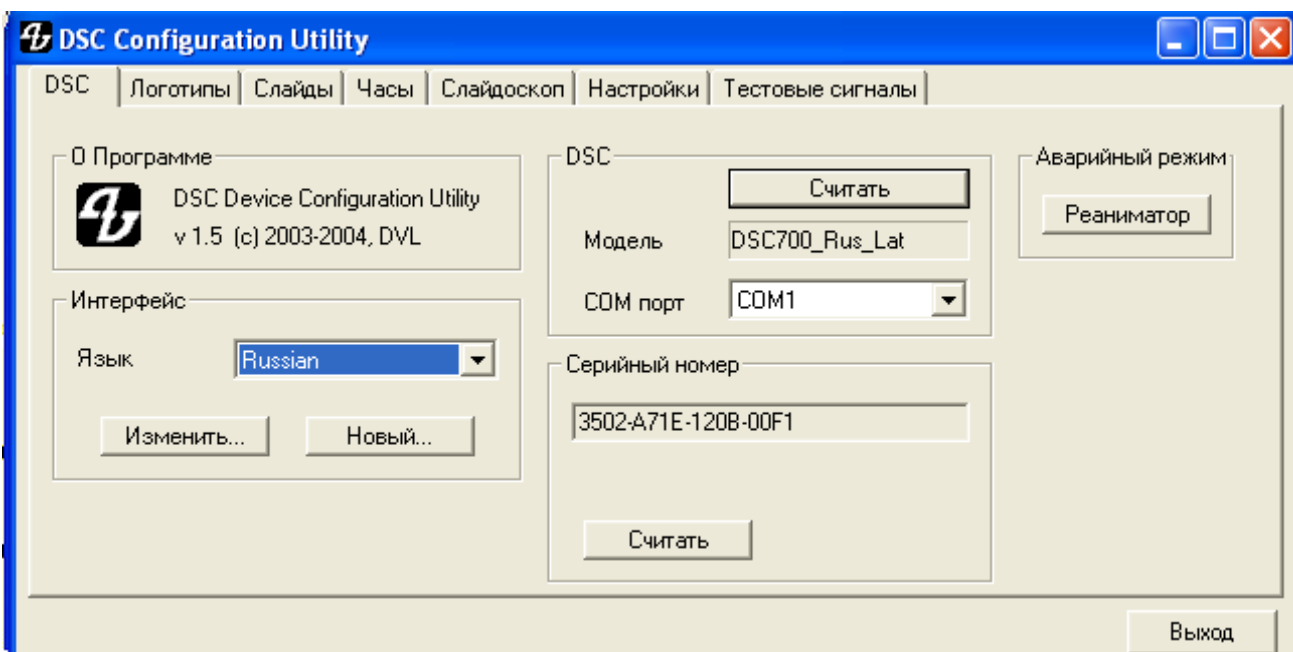 DSC Configuration Utility
DSC Логотипы Слайды Часы Слайдоскоп Настройки Тестовые сигналы
О Программе
DSC Device Configuration Utility
v 1.5 (c) 2003-2004, DVL
Интерфейс
Язык Russian
Изменить... Новый...
DSC
Считать
Модель DSC700_Rus_Lat
COM порт COM1
Серийный номер
3502-A71E-120B-00F1
Считать
Аварийный режим
Реаниматор
Выход